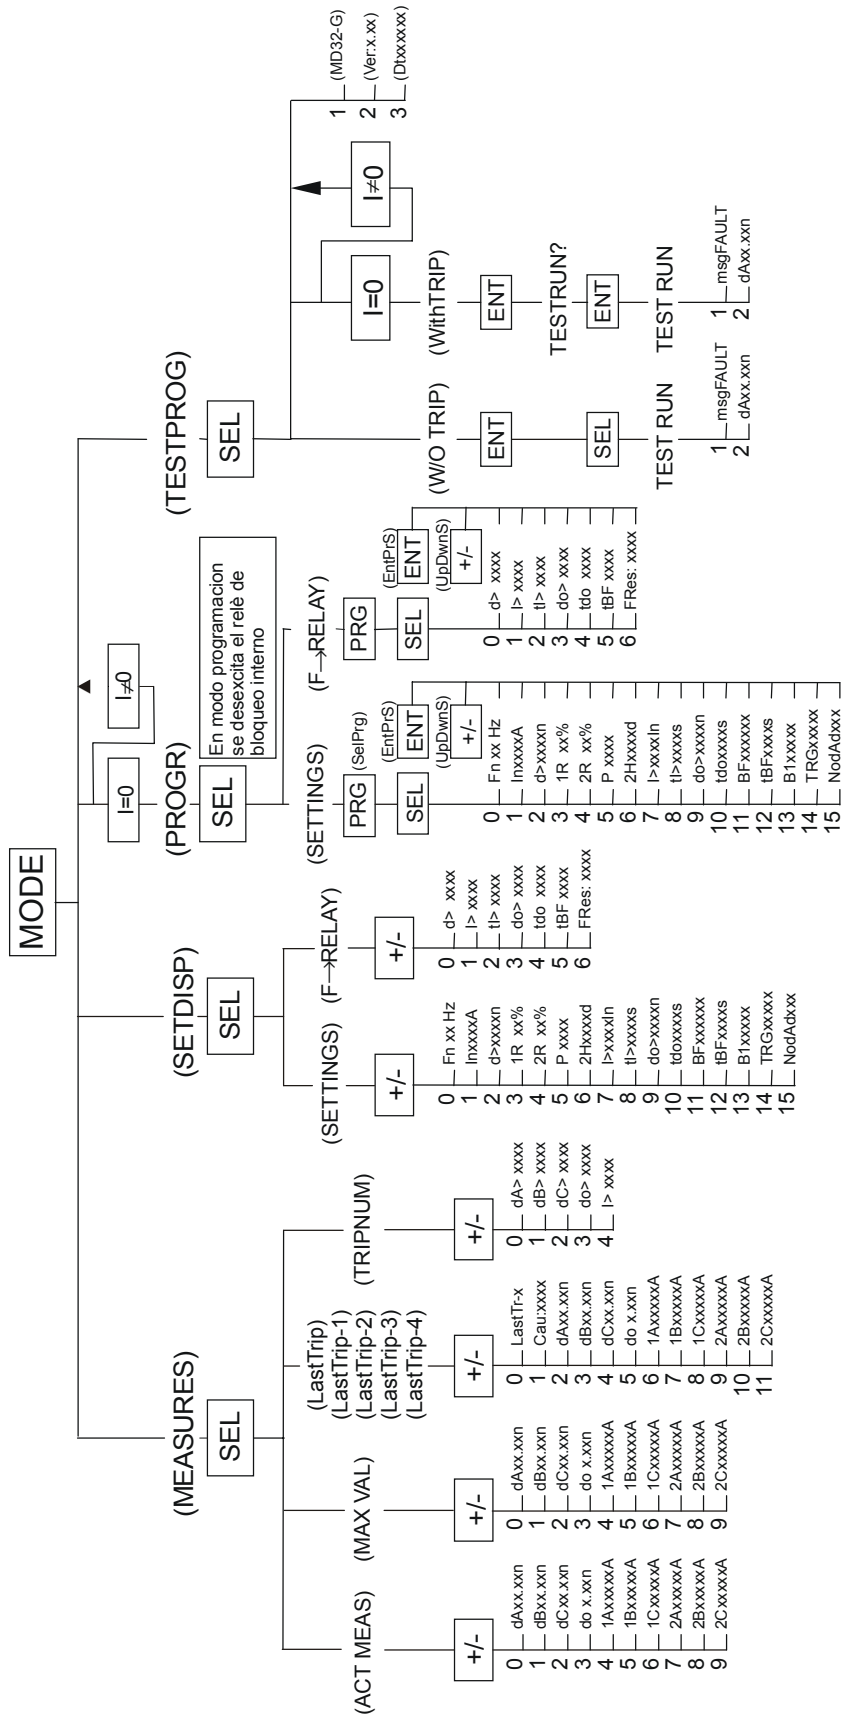 MODE
(MEASURES)
SEL
(ACT MEAS)
+/-
0 dAxx.xxn
1 dBxx.xxn
2 dCxx.xxn
3 do x.xxn
4 1AxxxxxA
5 1BxxxxxA
6 1CxxxxxA
7 2AxxxxxA
8 2BxxxxxA
9 2CxxxxxA
(MAX VAL)
+/-
0 dAxx.xxn
1 dBxx.xxn
2 dCxx.xxn
3 do x.xxn
4 1AxxxxxA
5 1BxxxxxA
6 1CxxxxxA
7 2AxxxxxA
8 2BxxxxxA
9 2CxxxxxA
(LastTrip)
(LastTrip-1)
(LastTrip-2)
(LastTrip-3)
(LastTrip-4)
+/-
0 LastTr-x
1 Cau:xxxx
2 dAxx.xxn
3 dBxx.xxn
4 dCxx.xxn
5 do x.xxn
6 1AxxxxxA
7 1BxxxxxA
8 1CxxxxxA
9 2AxxxxxA
10 2BxxxxxA
11 2CxxxxxA
(TRIPNUM)
+/-
0 dA> xxxx
1 dB> xxxx
2 dC> xxxx
3 do> xxxx
4 I> xxxx
(SETDISP)
SEL
(SETTINGS)
+/-
0 Fn xx Hz
1 InxxxxA
2 d>xxxxn
3 1R xx%
4 2R xx%
5 P xxxx
6 2Hxxxxd
7 I>xxxxIn
8 tI>xxxxs
9 do>xxxxn
10 tdoxxxxs
11 BFxxxxxx
12 tBFxxxxs
13 B1xxxxx
14 TRGxxxxx
15 NodAdxxx
(F→RELAY)
+/-
0 d> xxxx
1 I> xxxx
2 tI> xxxx
3 do> xxxx
4 tdo xxxx
5 tBF xxxx
6 FRes: xxxx
I=0
I≠0
(PROGR)
SEL
En modo programacion
se desexcita el relè de
bloqueo interno
(SETTINGS)
PRG (SelPrg)
SEL
(EntPrS)
ENT
(UpDwnS)
+/-
0 Fn xx Hz
1 InxxxxA
2 d>xxxxn
3 1R xx%
4 2R xx%
5 P xxxx
6 2Hxxxxd
7 I>xxxxIn
8 tI>xxxxs
9 do>xxxxn
10 tdoxxxxs
11 BFxxxxxx
12 tBFxxxxs
13 B1xxxxx
14 TRGxxxxx
15 NodAdxxx
(F→RELAY)
PRG
SEL
(EntPrS)
ENT
(UpDwnS)
+/-
0 d> xxxx
1 I> xxxx
2 tI> xxxx
3 do> xxxx
4 tdo xxxx
5 tBF xxxx
6 FRes: xxxx
(TESTPROG)
SEL
(W/O TRIP)
ENT
SEL
TEST RUN
1 msgFAULT
2 dAxx.xxn
I=0
I≠0
(WithTRIP)
ENT
TESTRUN?
ENT
TEST RUN
1 msgFAULT
2 dAxx.xxn
1 (MD32-G)
2 (Ver:x.xx)
3 (Dtxxxxxx)